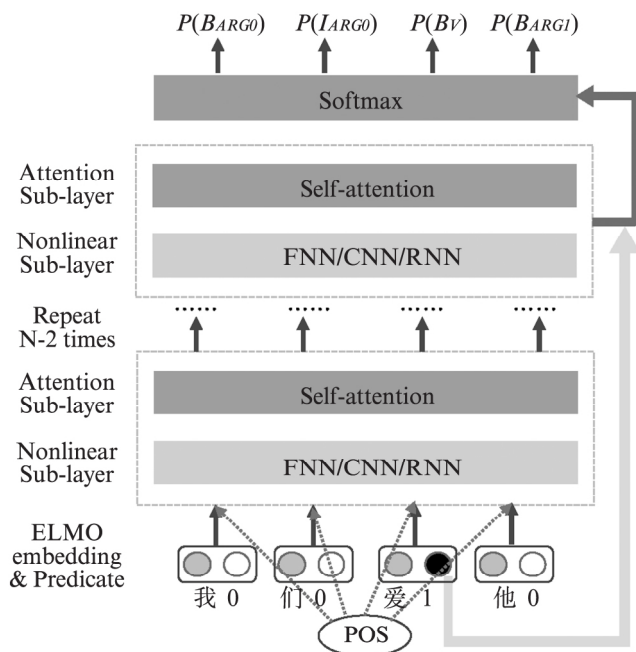 P(B_ARG0) P(I_ARG0) P(B_V) P(B_ARG1)
Softmax
Attention
Sub-layer
Self-attention
Nonlinear
Sub-layer
FNN/CNN/RNN
Repeat
N-2 times
...... ...... ...... ......
Attention
Sub-layer
Self-attention
Nonlinear
Sub-layer
FNN/CNN/RNN
ELMO
embedding
& Predicate
我 0 们 0 爱 1 他 0
POS